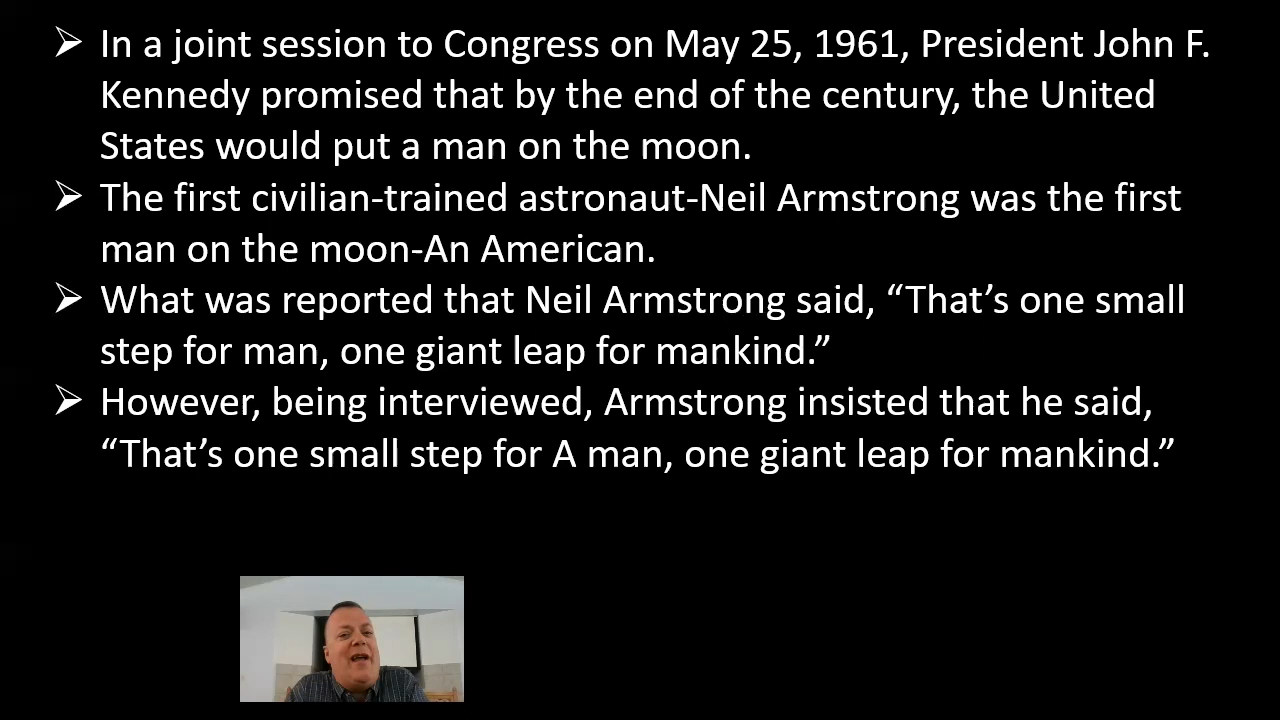 ➢ In a joint session to Congress on May 25, 1961, President John F.
Kennedy promised that by the end of the century, the United
States would put a man on the moon.
➢ The first civilian-trained astronaut-Neil Armstrong was the first
man on the moon-An American.
➢ What was reported that Neil Armstrong said, “That’s one small
step for man, one giant leap for mankind.”
➢ However, being interviewed, Armstrong insisted that he said,
“That’s one small step for A man, one giant leap for mankind.”